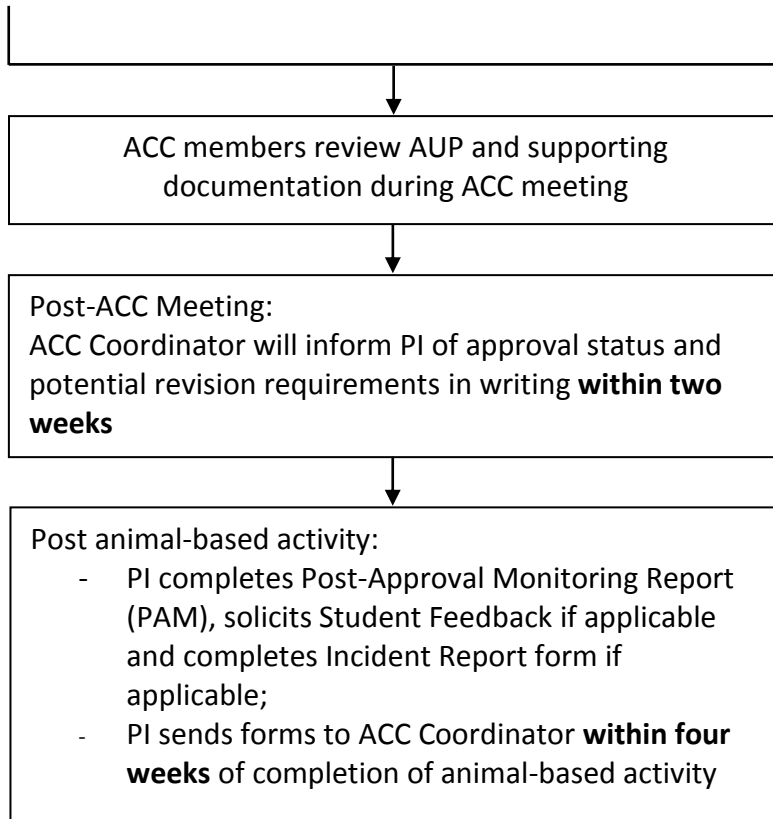 ACC members review AUP and supporting
documentation during ACC meeting
Post-ACC Meeting:
ACC Coordinator will inform PI of approval status and
potential revision requirements in writing within two
weeks
Post animal-based activity:
- PI completes Post-Approval Monitoring Report
(PAM), solicits Student Feedback if applicable
and completes Incident Report form if
applicable;
- PI sends forms to ACC Coordinator within four
weeks of completion of animal-based activity